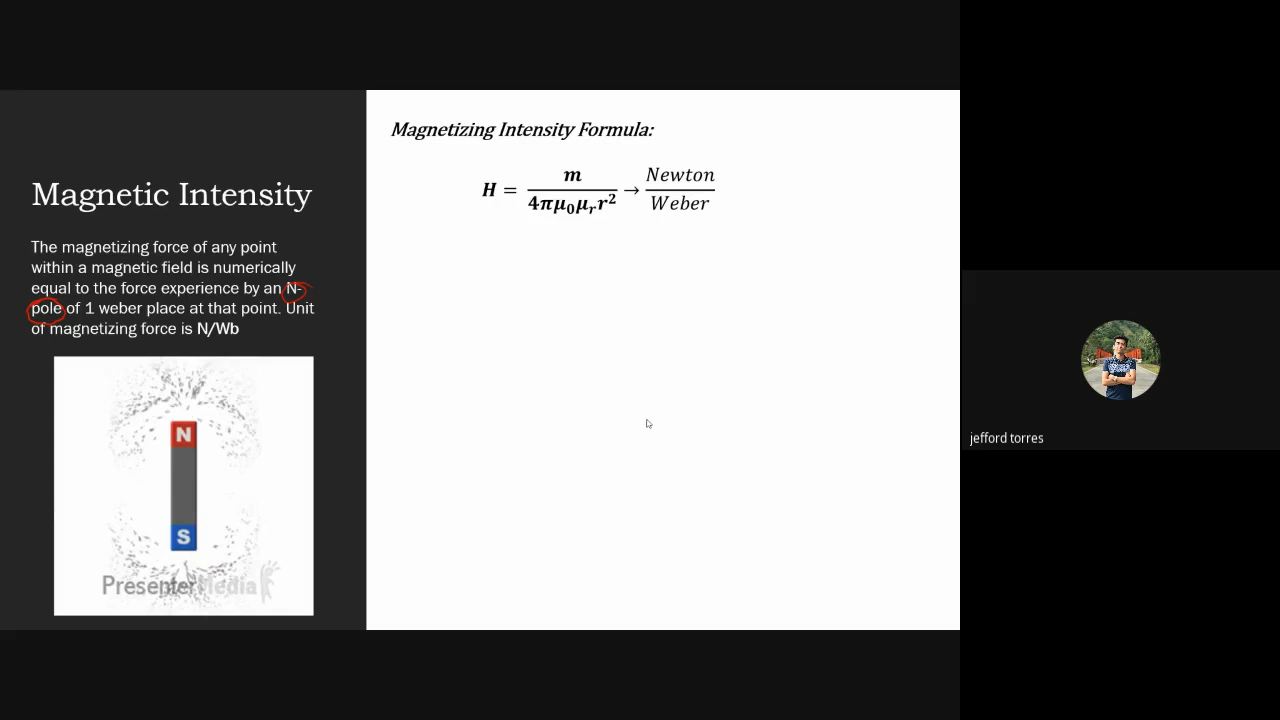 Magnetic Intensity
The magnetizing force of any point
within a magnetic field is numerically
equal to the force experience by an N-
pole of 1 weber place at that point. Unit
of magnetizing force is N/Wb
N
S
PresenterMedia
Magnetizing Intensity Formula:
H = m / 4πμ₀μᵣr² → Newton / Weber
jefford torres